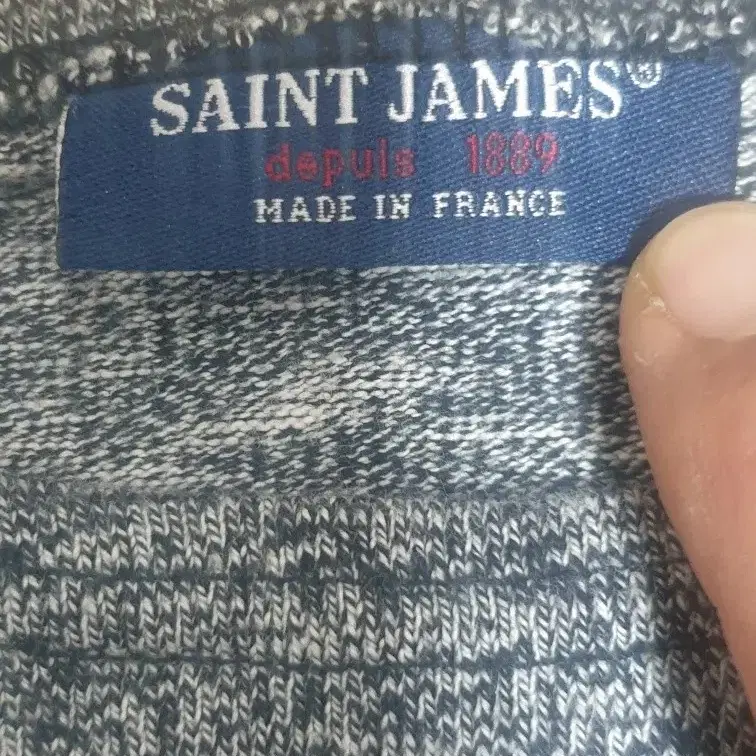 SAINT JAMES®
depuis 1889
MADE IN FRANCE